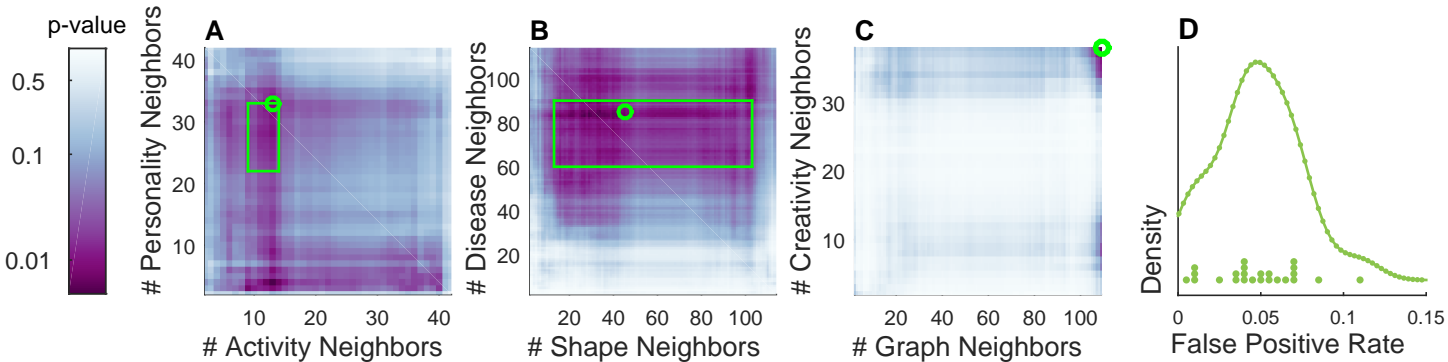 p-value
0.5
0.1
0.01
A
# Personality Neighbors
40
30
20
10
10 20 30 40
# Activity Neighbors
B
# Disease Neighbors
100
80
60
40
20
20 40 60 80 100
# Shape Neighbors
C
# Creativity Neighbors
30
20
10
20 40 60 80 100
# Graph Neighbors
D
Density
0 0.05 0.1 0.15
False Positive Rate